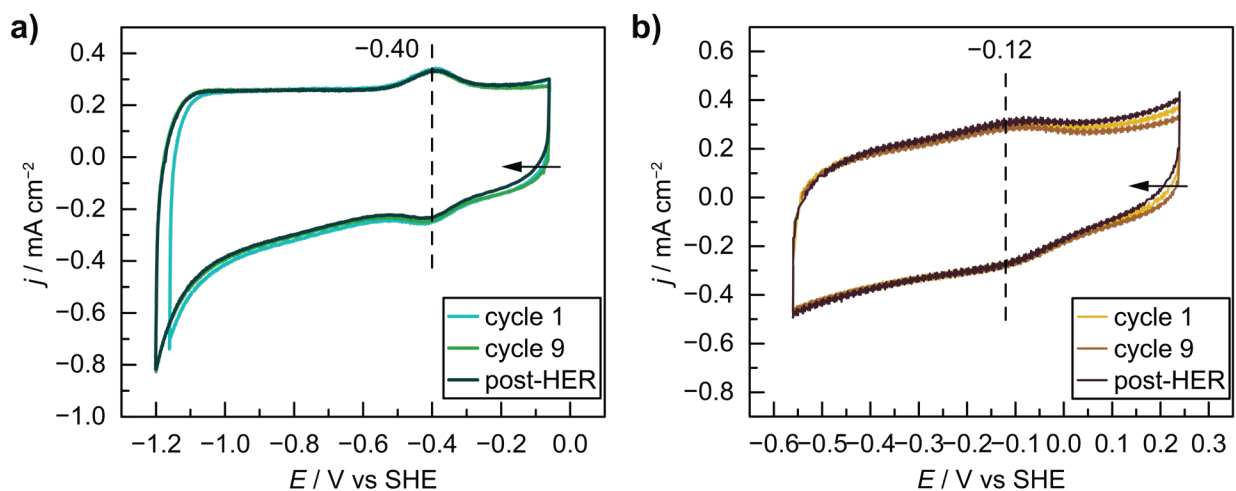 a)
−0.40
0.4
0.2
0.0
−0.2
−0.4
−0.6
−0.8
−1.0
j / mA cm⁻²
cycle 1
cycle 9
post-HER
−1.2 −1.0 −0.8 −0.6 −0.4 −0.2 0.0
E / V vs SHE
b)
−0.12
0.6
0.4
0.2
0.0
−0.2
−0.4
−0.6
−0.8
j / mA cm⁻²
cycle 1
cycle 9
post-HER
−0.6 −0.5 −0.4 −0.3 −0.2 −0.1 0.0 0.1 0.2 0.3
E / V vs SHE